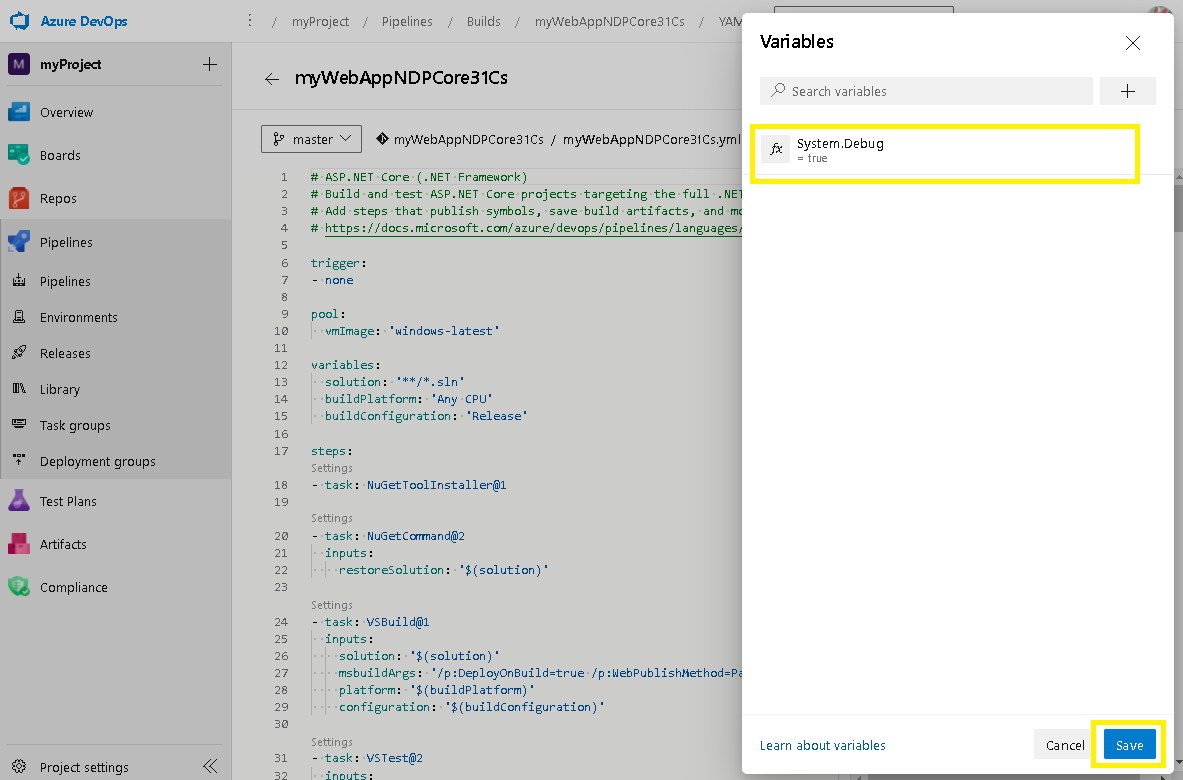 Azure DevOps
/ myProject / Pipelines / Builds / myWebAppNDPCore31Cs / YAM
M myProject
Overview
Boards
Repos
Pipelines
Pipelines
Environments
Releases
Library
Task groups
Deployment groups
Test Plans
Artifacts
Compliance
Project settings
myWebAppNDPCore31Cs
master
myWebAppNDPCore31Cs / myWebAppNDPCore31Cs.yml
1 # ASP.NET Core (.NET Framework)
2 # Build and test ASP.NET Core projects targeting the full .NET
3 # Add steps that publish symbols, save build artifacts, and mo
4 # https://docs.microsoft.com/azure/devops/pipelines/languages/
5
6 trigger:
7 - none
8
9 pool:
10 vmImage: 'windows-latest'
11
12 variables:
13 solution: '**/*.sln'
14 buildPlatform: 'Any CPU'
15 buildConfiguration: 'Release'
16
17 steps:
Settings
18 - task: NuGetToolInstaller@1
19
Settings
20 - task: NuGetCommand@2
21 inputs:
22 restoreSolution: '$(solution)'
23
Settings
24 - task: VSBuild@1
25 inputs:
26 solution: '$(solution)'
27 msbuildArgs: '/p:DeployOnBuild=true /p:WebPublishMethod=Pa
28 platform: '$(buildPlatform)'
29 configuration: '$(buildConfiguration)'
30
Settings
31 - task: VSTest@2
32 inputs:
Variables
Search variables
fx System.Debug
= true
Learn about variables
Cancel
Save